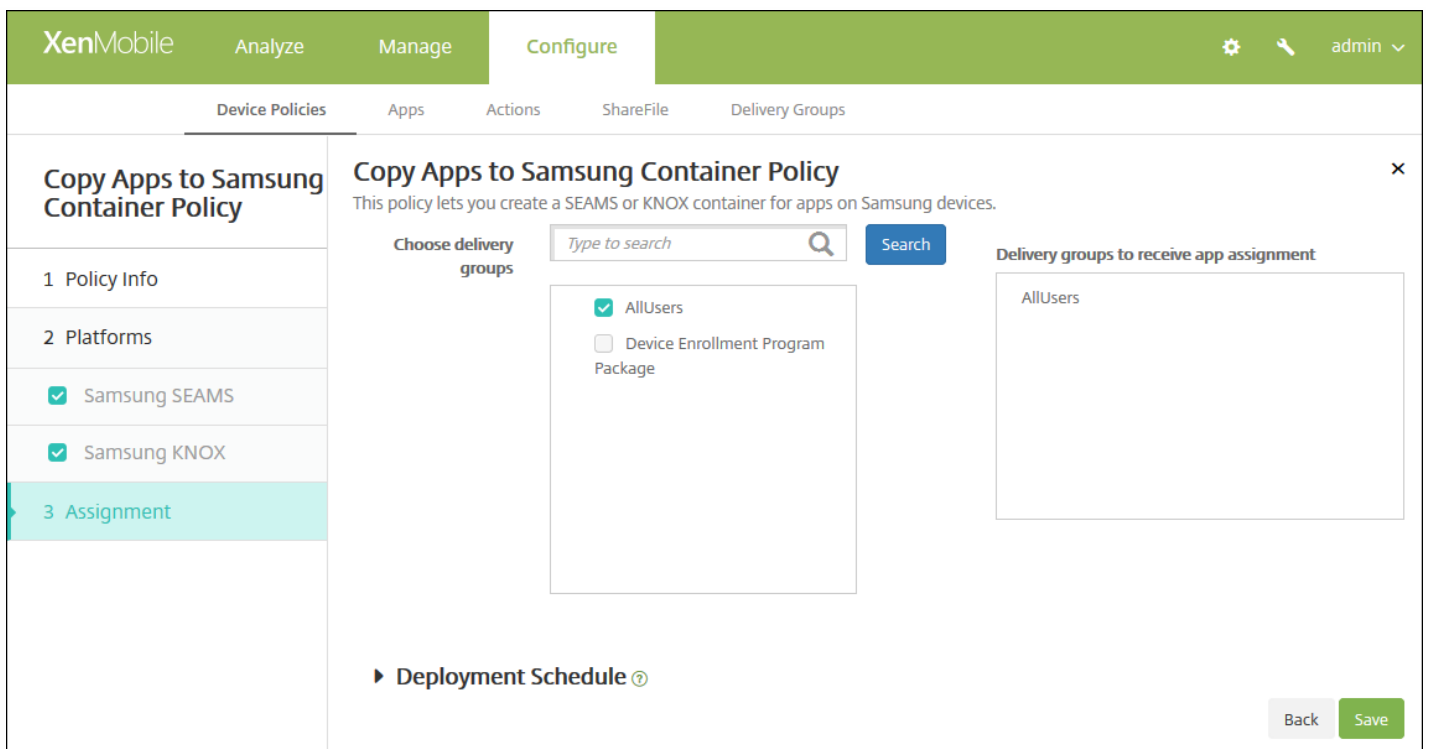 XenMobile Analyze Manage Configure admin
Device Policies Apps Actions ShareFile Delivery Groups
Copy Apps to Samsung
Container Policy
1 Policy Info
2 Platforms
Samsung SEAMS
Samsung KNOX
3 Assignment
Copy Apps to Samsung Container Policy
This policy lets you create a SEAMS or KNOX container for apps on Samsung devices.
Choose delivery
groups
Type to search
Search
AllUsers
Device Enrollment Program
Package
Delivery groups to receive app assignment
AllUsers
Deployment Schedule ?
Back Save